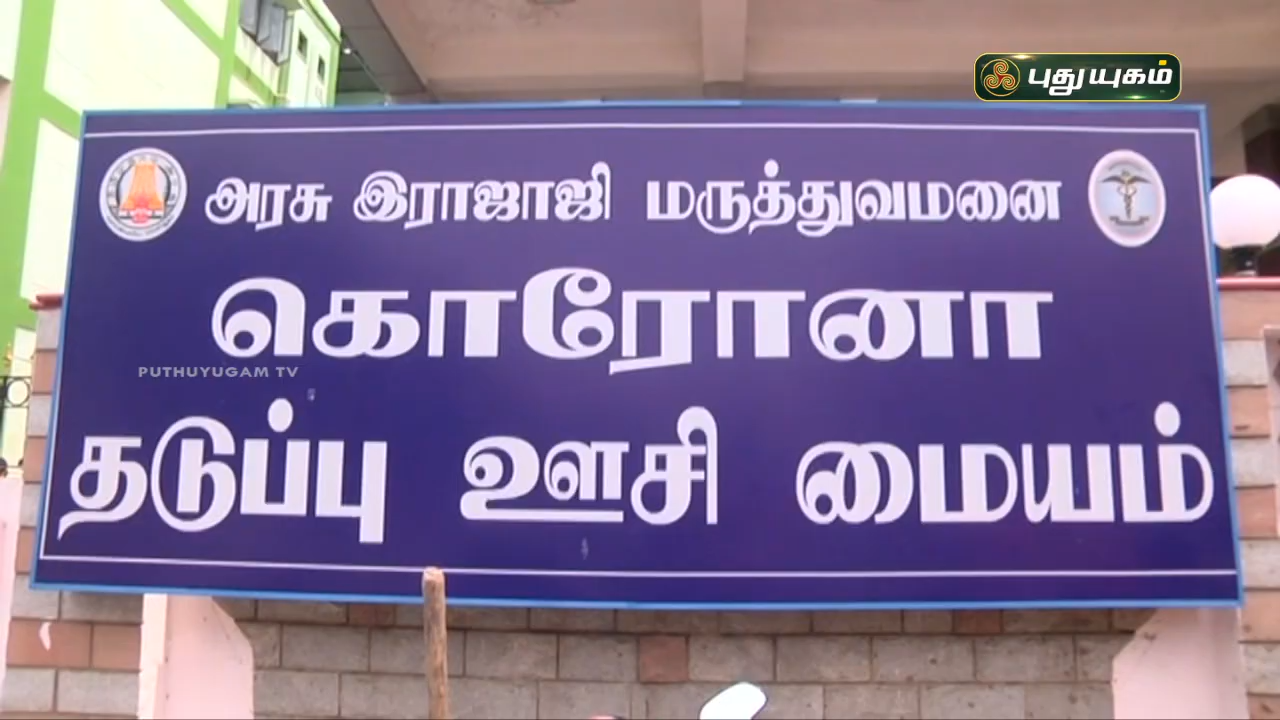 புதுயுகம்
அரசு இராஜாஜி மருத்துவமனை
கொரோனா
PUTHUYUGAM TV
தடுப்பு ஊசி மையம்